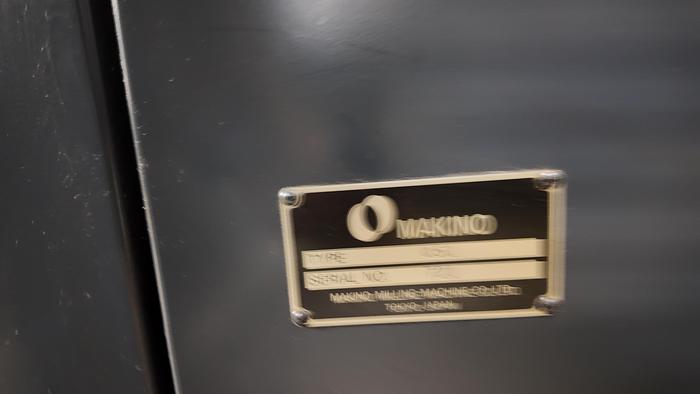 MAKINO
TYPE
SERIAL NO.
MAKINO MILLING MACHINE CO., LTD.
TOKYO JAPAN